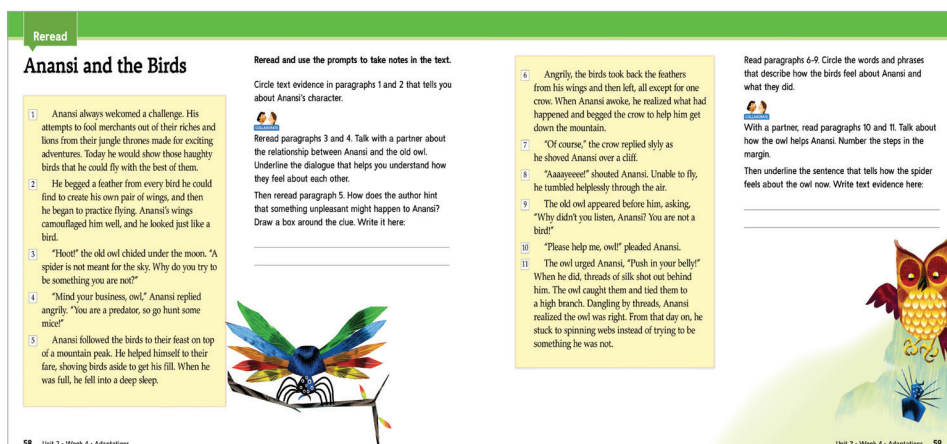 Reread
Anansi and the Birds
1 Anansi always welcomed a challenge. His
attempts to fool merchants out of their riches and
lions from their jungle thrones made for exciting
adventures. Today he would show those haughty
birds that he could fly with the best of them.
2 He begged a feather from every bird he could
find to create his own pair of wings, and then
he began to practice flying. Anansi's wings
camouflaged him well, and he looked just like a
bird.
3 "Hoot!" the old owl chided under the moon. "A
spider is not meant for the sky. Why do you try to
be something you are not?"
4 "Mind your business, owl," Anansi replied
angrily. "You are a predator, so go hunt some
mice!"
5 Anansi followed the birds to their feast on top
of a mountain peak. He helped himself to their
fare, shoving birds aside to get his fill. When he
was full, he fell into a deep sleep.
Reread and use the prompts to take notes in the text.
Circle text evidence in paragraphs 1 and 2 that tells you
about Anansi's character.
COLLABORATE
Reread paragraphs 3 and 4. Talk with a partner about
the relationship between Anansi and the old owl.
Underline the dialogue that helps you understand how
they feel about each other.
Then reread paragraph 5. How does the author hint
that something unpleasant might happen to Anansi?
Draw a box around the clue. Write it here:
58 Unit 2 • Week 4 • Adaptations
6 Angrily, the birds took back the feathers
from his wings and then left, all except for one
crow. When Anansi awoke, he realized what had
happened and begged the crow to help him get
down the mountain.
7 "Of course," the crow replied slyly as
he shoved Anansi over a cliff.
8 "Aaaayeeee!" shouted Anansi. Unable to fly,
he tumbled helplessly through the air.
9 The old owl appeared before him, asking,
"Why didn't you listen, Anansi? You are not a
bird!"
10 "Please help me, owl!" pleaded Anansi.
11 The owl urged Anansi, "Push in your belly!"
When he did, threads of silk shot out behind
him. The owl caught them and tied them to
a high branch. Dangling by threads, Anansi
realized the owl was right. From that day on, he
stuck to spinning webs instead of trying to be
something he was not.
Read paragraphs 6-9. Circle the words and phrases
that describe how the birds feel about Anansi and
what they did.
COLLABORATE
With a partner, read paragraphs 10 and 11. Talk about
how the owl helps Anansi. Number the steps in the
margin.
Then underline the sentence that tells how the spider
feels about the owl now. Write text evidence here:
Unit 2 • Week 4 • Adaptations 59